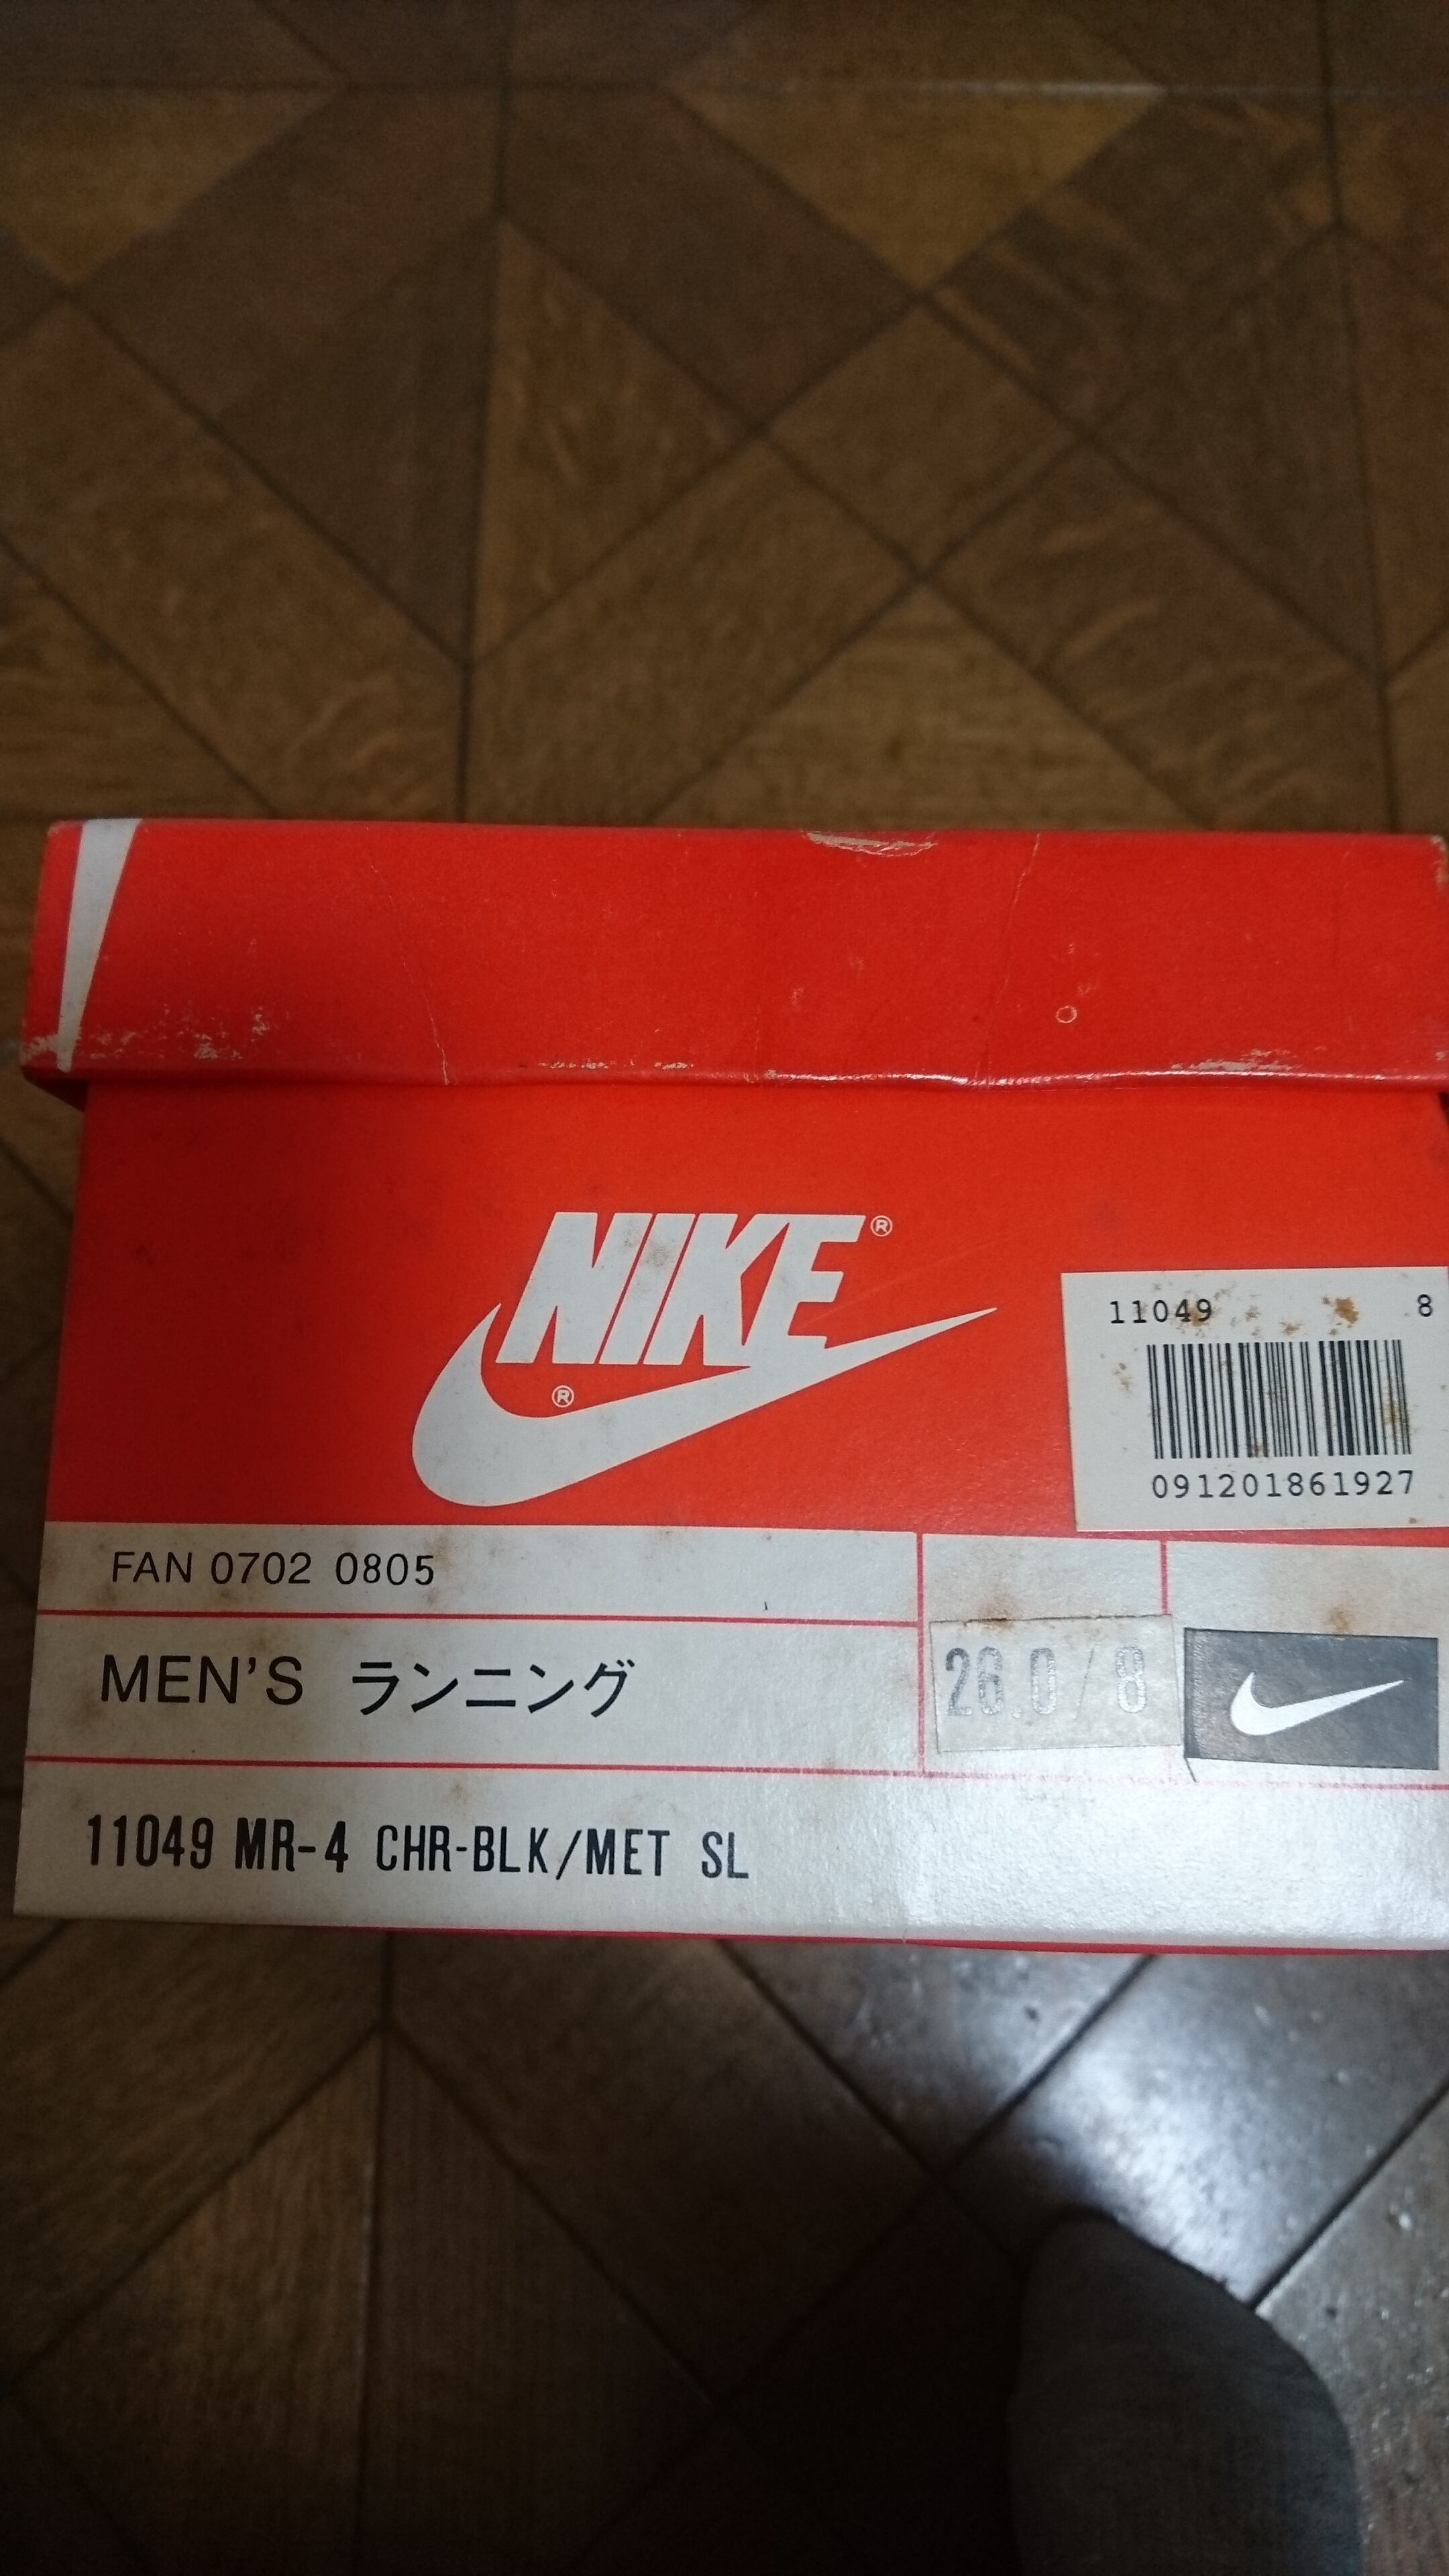 NIKE®
®
11049 8
091201861927
FAN 0702 0805
MEN'S ランニング
26.0/8
11049 MR-4 CHR-BLK/MET SL